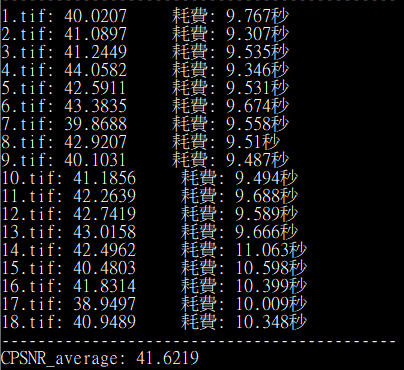 1.tif: 40.0207 耗費: 9.767秒
2.tif: 41.0897 耗費: 9.307秒
3.tif: 41.2449 耗費: 9.535秒
4.tif: 44.0582 耗費: 9.346秒
5.tif: 42.5911 耗費: 9.531秒
6.tif: 43.3835 耗費: 9.674秒
7.tif: 39.8688 耗費: 9.558秒
8.tif: 42.9207 耗費: 9.51秒
9.tif: 40.1031 耗費: 9.487秒
10.tif: 41.1856 耗費: 9.494秒
11.tif: 42.2639 耗費: 9.688秒
12.tif: 42.7419 耗費: 9.589秒
13.tif: 43.0158 耗費: 9.666秒
14.tif: 42.4962 耗費: 11.063秒
15.tif: 40.4803 耗費: 10.598秒
16.tif: 41.8314 耗費: 10.399秒
17.tif: 38.9497 耗費: 10.009秒
18.tif: 40.9489 耗費: 10.348秒
CPSNR_average: 41.6219